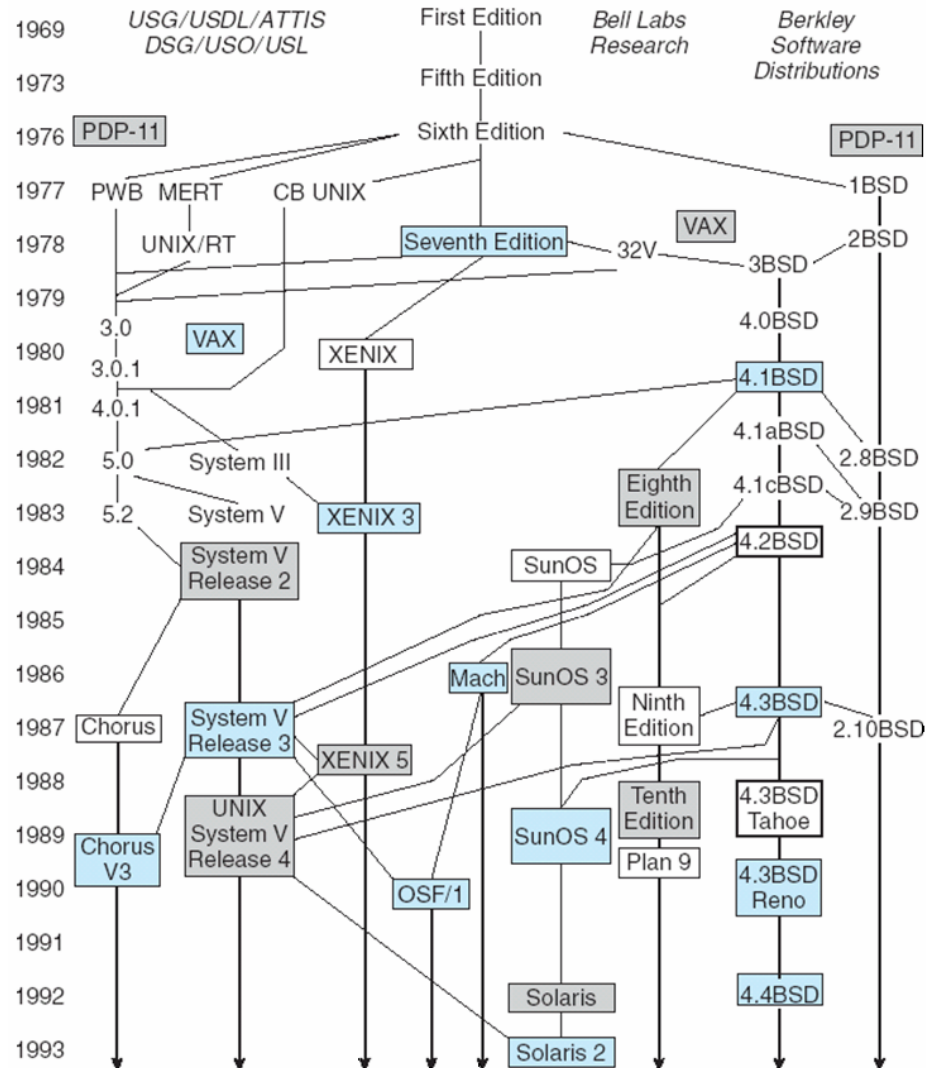 USG/USDL/ATTIS
DSG/USO/USL
Bell Labs
Research
Berkley
Software
Distributions
1969
First Edition
1973
Fifth Edition
1976
PDP-11
Sixth Edition
PDP-11
1977
PWB
MERT
CB UNIX
1BSD
1978
UNIX/RT
Seventh Edition
32V
VAX
2BSD
3BSD
1979
3.0
VAX
4.0BSD
1980
3.0.1
XENIX
4.1BSD
1981
4.0.1
4.1aBSD
1982
5.0
System III
2.8BSD
Eighth
Edition
4.1cBSD
1983
5.2
System V
XENIX 3
2.9BSD
4.2BSD
1984
System V
Release 2
SunOS
1985
1986
Mach
SunOS 3
1987
Chorus
System V
Release 3
Ninth
Edition
4.3BSD
2.10BSD
XENIX 5
1988
UNIX
System V
Release 4
Tenth
Edition
4.3BSD
Tahoe
1989
Chorus
V3
SunOS 4
Plan 9
1990
OSF/1
4.3BSD
Reno
1991
1992
Solaris
4.4BSD
1993
Solaris 2